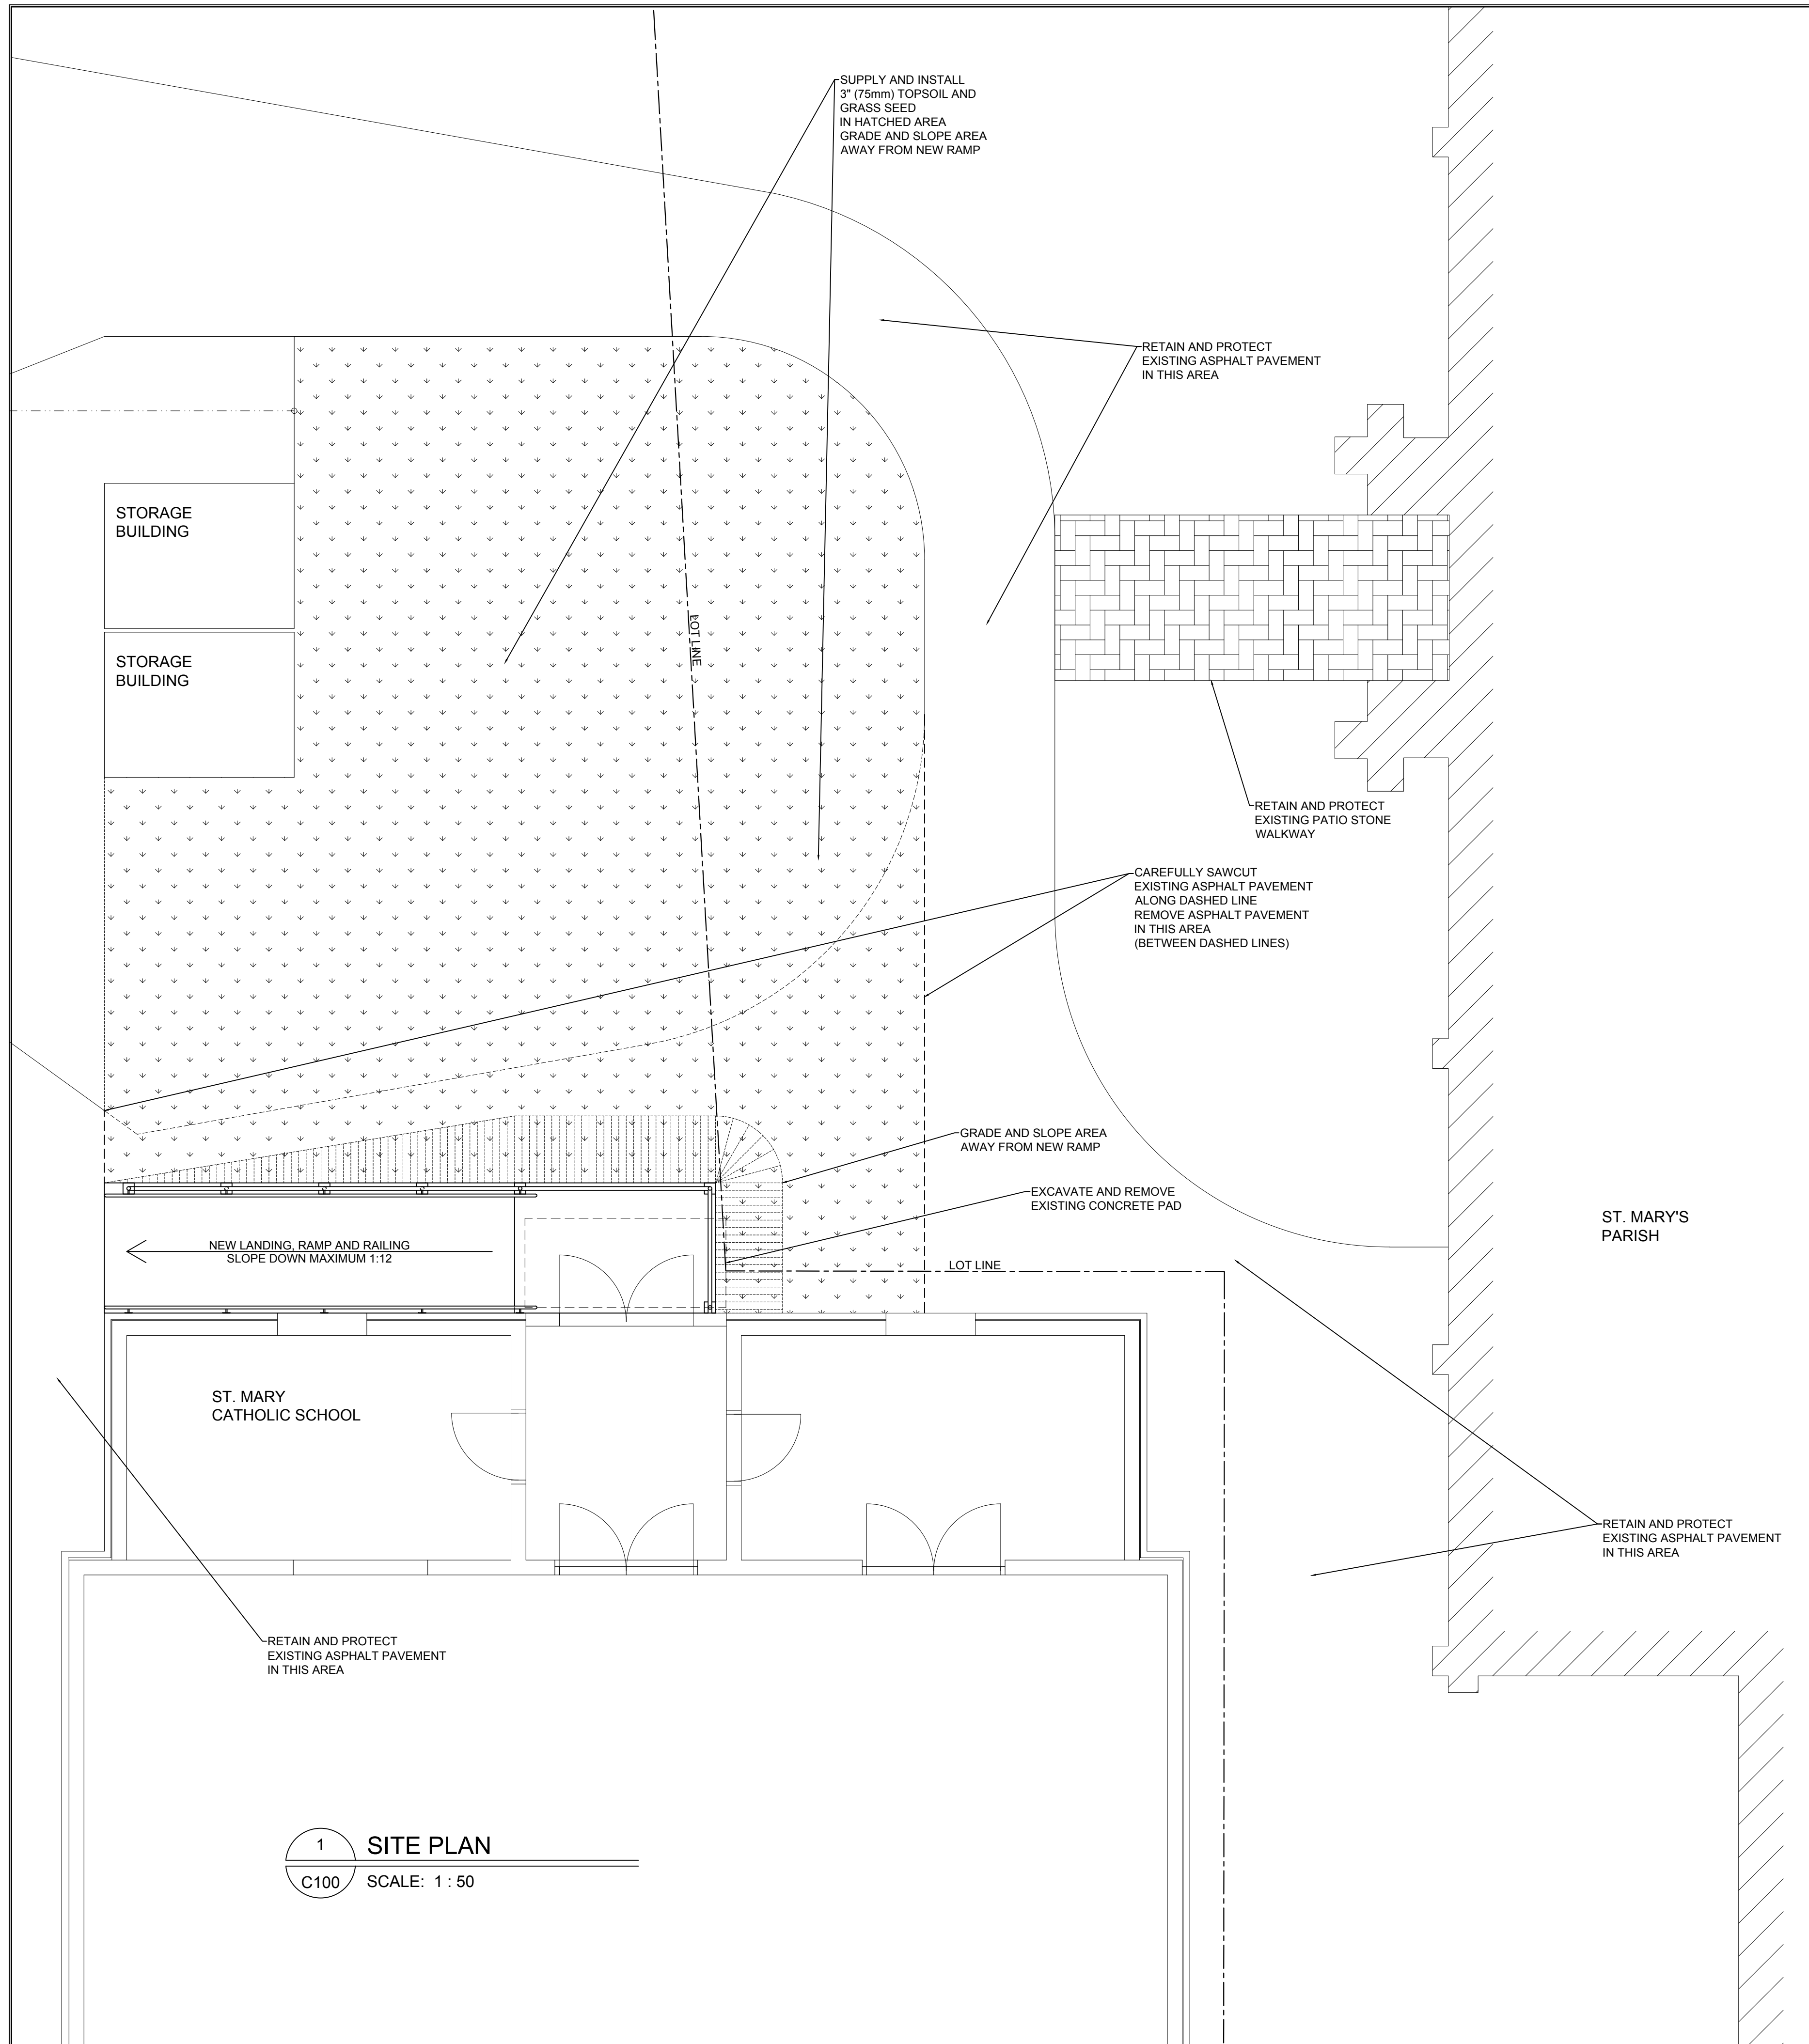 SUPPLY AND INSTALL
3" (75mm) TOPSOIL AND
GRASS SEED
IN HATCHED AREA
GRADE AND SLOPE AREA
AWAY FROM NEW RAMP
RETAIN AND PROTECT
EXISTING ASPHALT PAVEMENT
IN THIS AREA
STORAGE
BUILDING
STORAGE
BUILDING
LOT LINE
RETAIN AND PROTECT
EXISTING PATIO STONE
WALKWAY
CAREFULLY SAWCUT
EXISTING ASPHALT PAVEMENT
ALONG DASHED LINE
REMOVE ASPHALT PAVEMENT
IN THIS AREA
(BETWEEN DASHED LINES)
GRADE AND SLOPE AREA
AWAY FROM NEW RAMP
EXCAVATE AND REMOVE
EXISTING CONCRETE PAD
ST. MARY'S
PARISH
NEW LANDING, RAMP AND RAILING
SLOPE DOWN MAXIMUM 1:12
LOT LINE
ST. MARY
CATHOLIC SCHOOL
RETAIN AND PROTECT
EXISTING ASPHALT PAVEMENT
IN THIS AREA
RETAIN AND PROTECT
EXISTING ASPHALT PAVEMENT
IN THIS AREA
1
SITE PLAN
C100
SCALE: 1 : 50